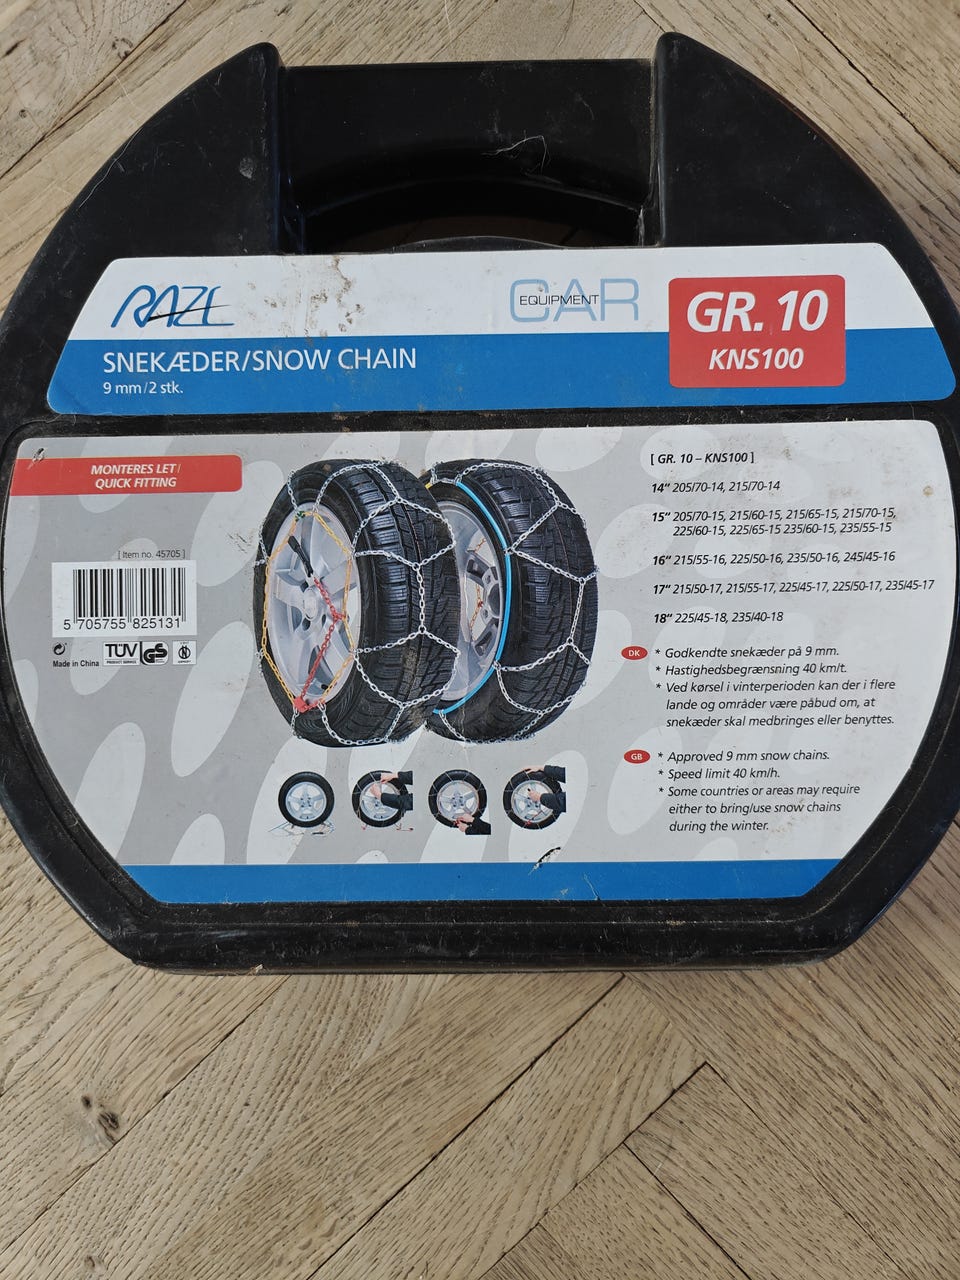 RAZE
EQUIPMENT CAR
GR. 10
KNS100
SNEKÆDER/SNOW CHAIN
9 mm/2 stk.
MONTERES LET/
QUICK FITTING
[ Item no. 45705 ]
5 705755 825131
Made in China
TÜV
PRODUCT SERVICE
GS
[ GR. 10 – KNS100 ]
14“ 205/70-14, 215/70-14
15“ 205/70-15, 215/60-15, 215/65-15, 215/70-15,
225/60-15, 225/65-15 235/60-15, 235/55-15
16“ 215/55-16, 225/50-16, 235/50-16, 245/45-16
17“ 215/50-17, 215/55-17, 225/45-17, 225/50-17, 235/45-17
18“ 225/45-18, 235/40-18
DK * Godkendte snekæder på 9 mm.
* Hastighedsbegrænsning 40 km/t.
* Ved kørsel i vinterperioden kan der i flere
lande og områder være påbud om, at
snekæder skal medbringes eller benyttes.
GB * Approved 9 mm snow chains.
* Speed limit 40 km/h.
* Some countries or areas may require
either to bring/use snow chains
during the winter.